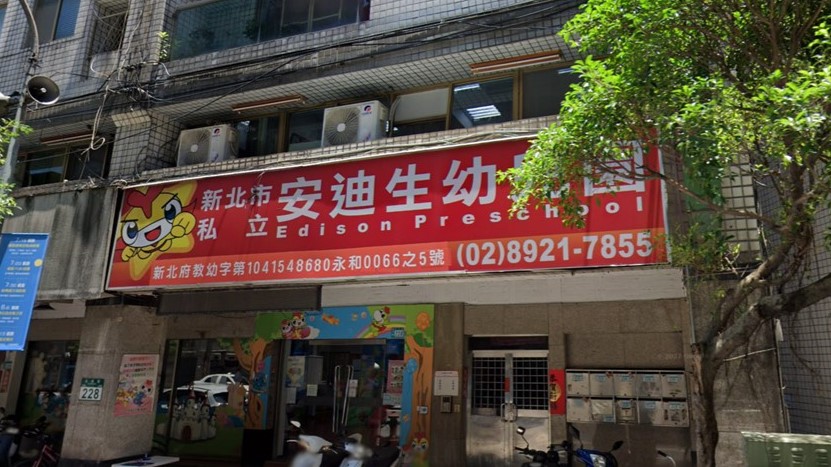 新北市
私立
安迪生幼兒園
Edison Preschool
新北府教幼字第1041548680永和0066之5號
(02)8921-7855
228